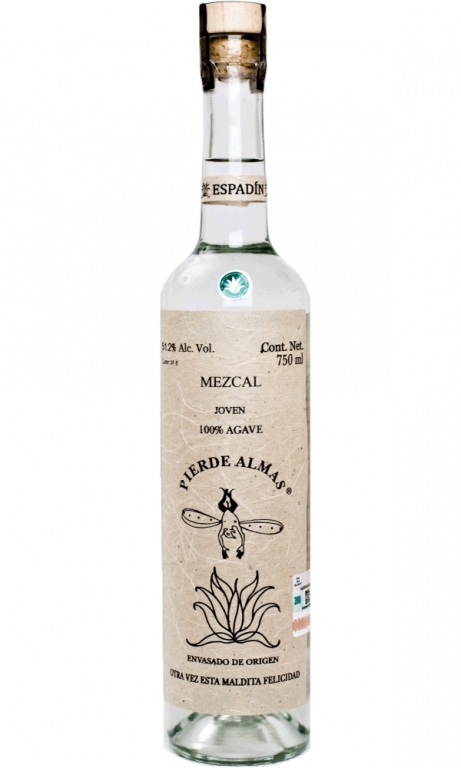 ESPADÍN
51.2% Alc. Vol.
Cont. Net.
750 ml
MEZCAL
JOVEN
100% AGAVE
PIERDE ALMAS®
ENVASADO DE ORIGEN
OTRA VEZ ESTA MALDITA FELICIDAD